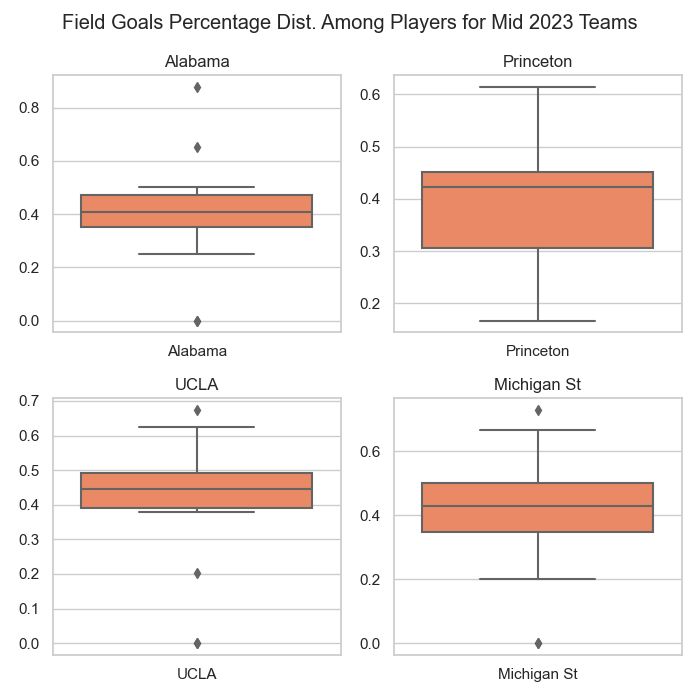 Field Goals Percentage Dist. Among Players for Mid 2023 Teams
Alabama
0.8
0.6
0.4
0.2
0.0
Alabama
Princeton
0.6
0.5
0.4
0.3
0.2
Princeton
UCLA
0.7
0.6
0.5
0.4
0.3
0.2
0.1
0.0
UCLA
Michigan St
0.6
0.4
0.2
0.0
Michigan St